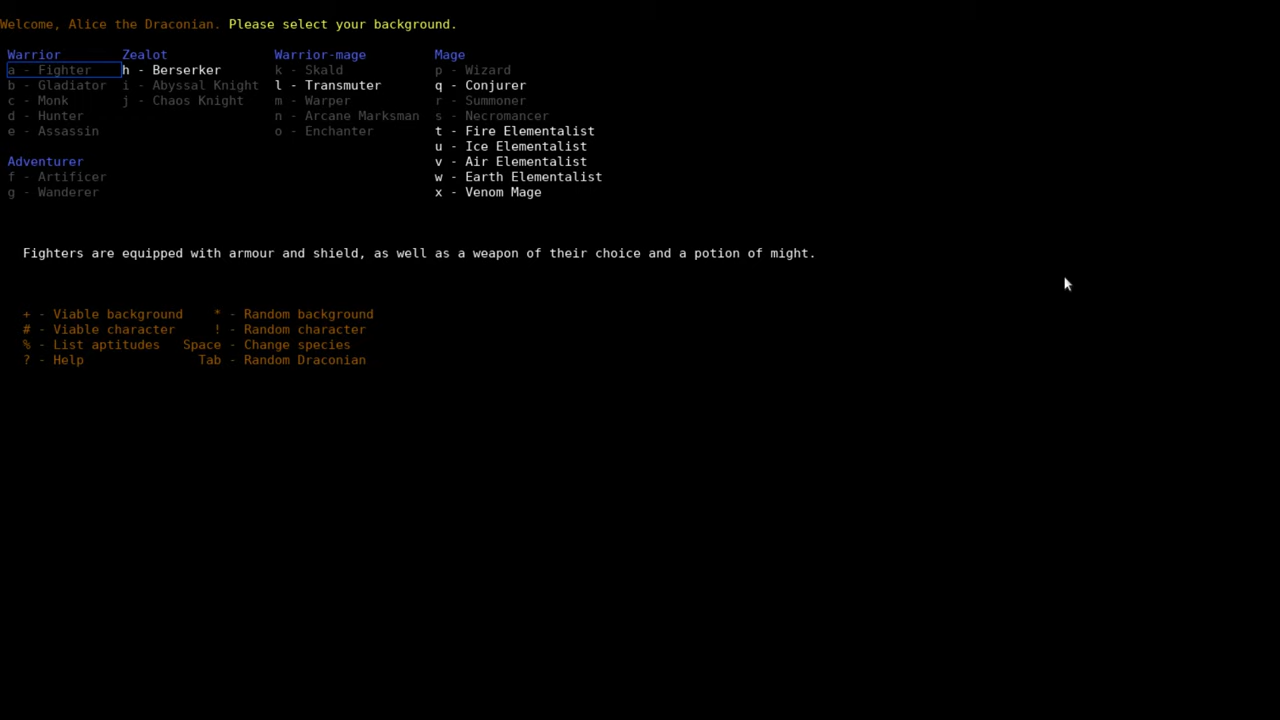 Welcome, Alice the Draconian. Please select your background.
Warrior Zealot Warrior-mage Mage
a - Fighter h - Berserker k - Skald p - Wizard
b - Gladiator i - Abyssal Knight l - Transmuter q - Conjurer
c - Monk j - Chaos Knight m - Warper r - Summoner
d - Hunter n - Arcane Marksman s - Necromancer
e - Assassin o - Enchanter t - Fire Elementalist
u - Ice Elementalist
Adventurer v - Air Elementalist
f - Artificer w - Earth Elementalist
g - Wanderer x - Venom Mage
Fighters are equipped with armour and shield, as well as a weapon of their choice and a potion of might.
+ - Viable background * - Random background
# - Viable character ! - Random character
% - List aptitudes Space - Change species
? - Help Tab - Random Draconian